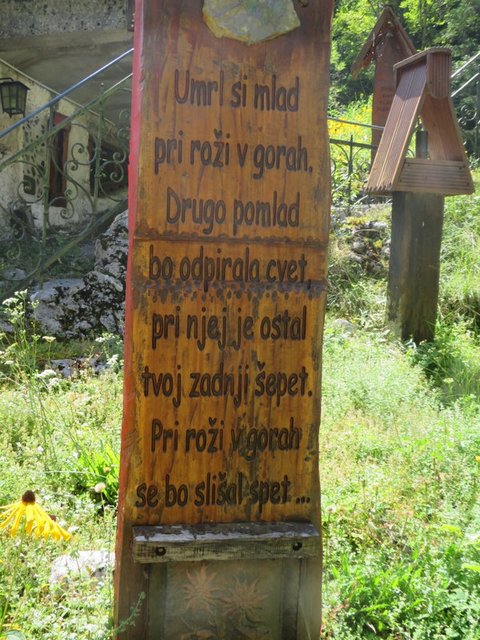 Umrl si mlad
pri roži v gorah.
Drugo pomlad
bo odpirala cvet
pri njej je ostal
tvoj zadnji šepet.
Pri roži v gorah
se bo slišal spet ...